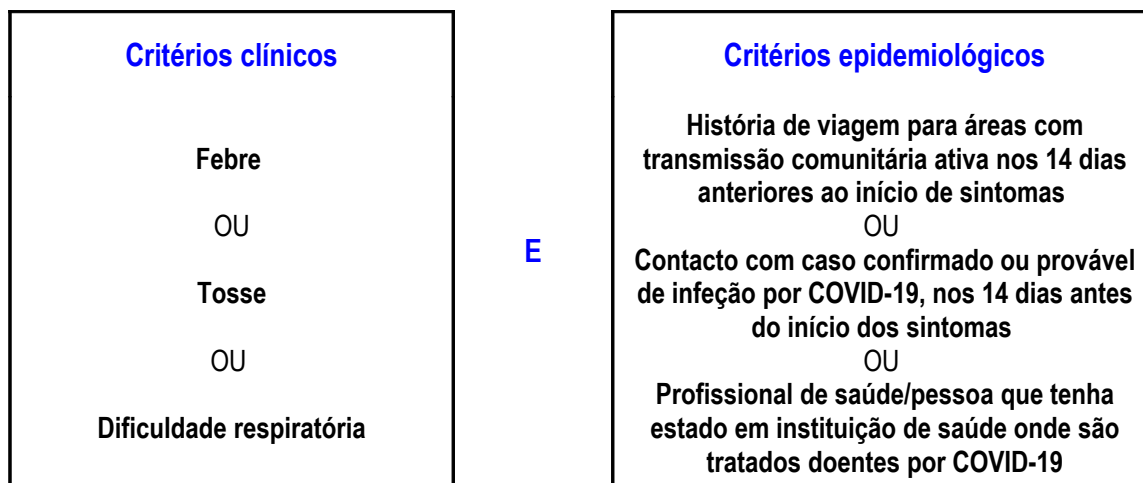 Critérios clínicos
Febre
OU
Tosse
OU
Dificuldade respiratória
E
Critérios epidemiológicos
História de viagem para áreas com
transmissão comunitária ativa nos 14 dias
anteriores ao início de sintomas
OU
Contacto com caso confirmado ou provável
de infeção por COVID-19, nos 14 dias antes
do início dos sintomas
OU
Profissional de saúde/pessoa que tenha
estado em instituição de saúde onde são
tratados doentes por COVID-19